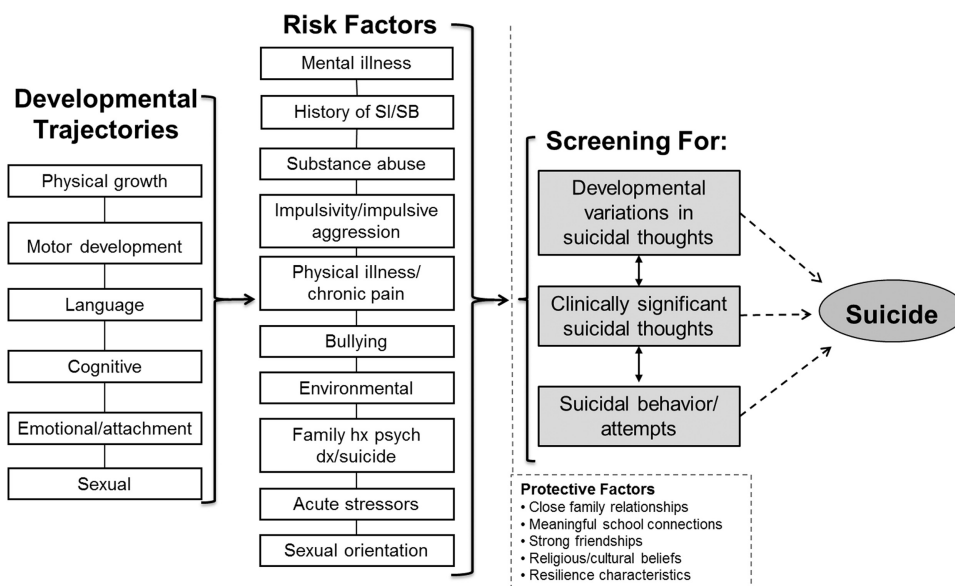 Developmental
Trajectories
Physical growth
Motor development
Language
Cognitive
Emotional/attachment
Sexual
Risk Factors
Mental illness
History of SI/SB
Substance abuse
Impulsivity/impulsive
aggression
Physical illness/
chronic pain
Bullying
Environmental
Family hx psych
dx/suicide
Acute stressors
Sexual orientation
Screening For:
Developmental
variations in
suicidal thoughts
Clinically significant
suicidal thoughts
Suicidal behavior/
attempts
Suicide
Protective Factors
• Close family relationships
• Meaningful school connections
• Strong friendships
• Religious/cultural beliefs
• Resilience characteristics